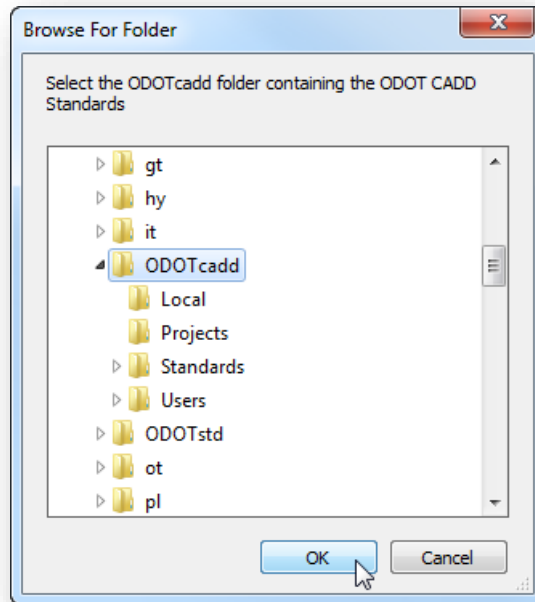 Browse For Folder
Select the ODOTcadd folder containing the ODOT CADD
Standards
gt
hy
it
ODOTcadd
Local
Projects
Standards
Users
ODOTstd
ot
pl
OK
Cancel